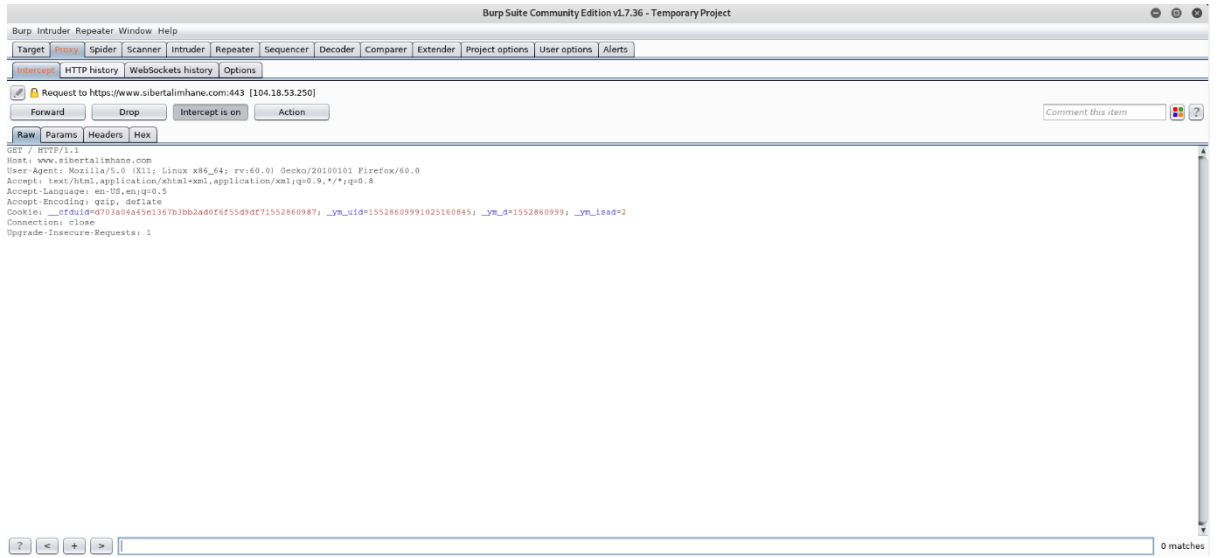 Burp Suite Community Edition v1.7.36 - Temporary Project
Burp Intruder Repeater Window Help
Target Proxy Spider Scanner Intruder Repeater Sequencer Decoder Comparer Extender Project options User options Alerts
Intercept HTTP history WebSockets history Options
Request to https://www.sibertalimhane.com:443 [104.18.53.250]
Forward Drop Intercept is on Action Comment this item ?
Raw Params Headers Hex
GET / HTTP/1.1
Host: www.sibertalimhane.com
User-Agent: Mozilla/5.0 (X11; Linux x86_64; rv:60.0) Gecko/20100101 Firefox/60.0
Accept: text/html,application/xhtml+xml,application/xml;q=0.9,*/*;q=0.8
Accept-Language: en-US,en;q=0.5
Accept-Encoding: gzip, deflate
Cookie: __cfduid=d703a04a45e1367b3bb2ad0f6f55d9df71552860987; _ym_uid=15528609991025160845; _ym_d=1552860999; _ym_isad=2
Connection: close
Upgrade-Insecure-Requests: 1
? < + > 0 matches